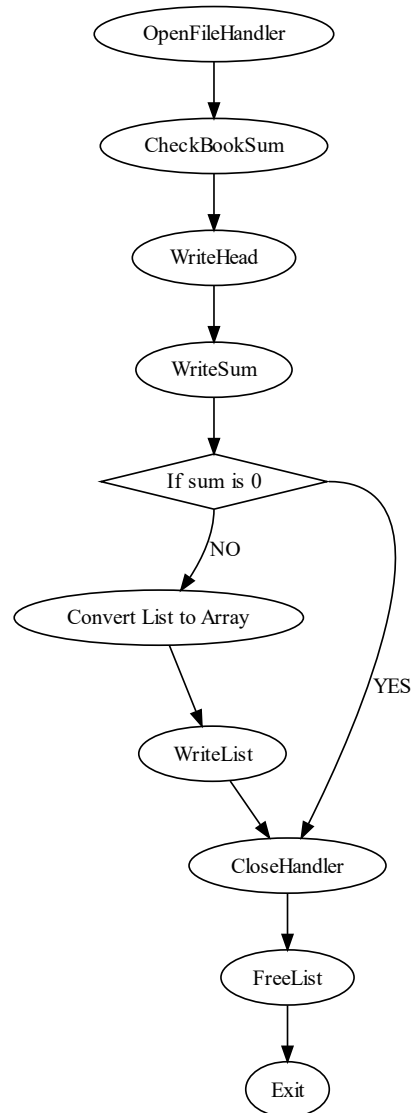 OpenFileHandler
CheckBookSum
WriteHead
WriteSum
If sum is 0
NO
Convert List to Array
YES
WriteList
CloseHandler
FreeList
Exit